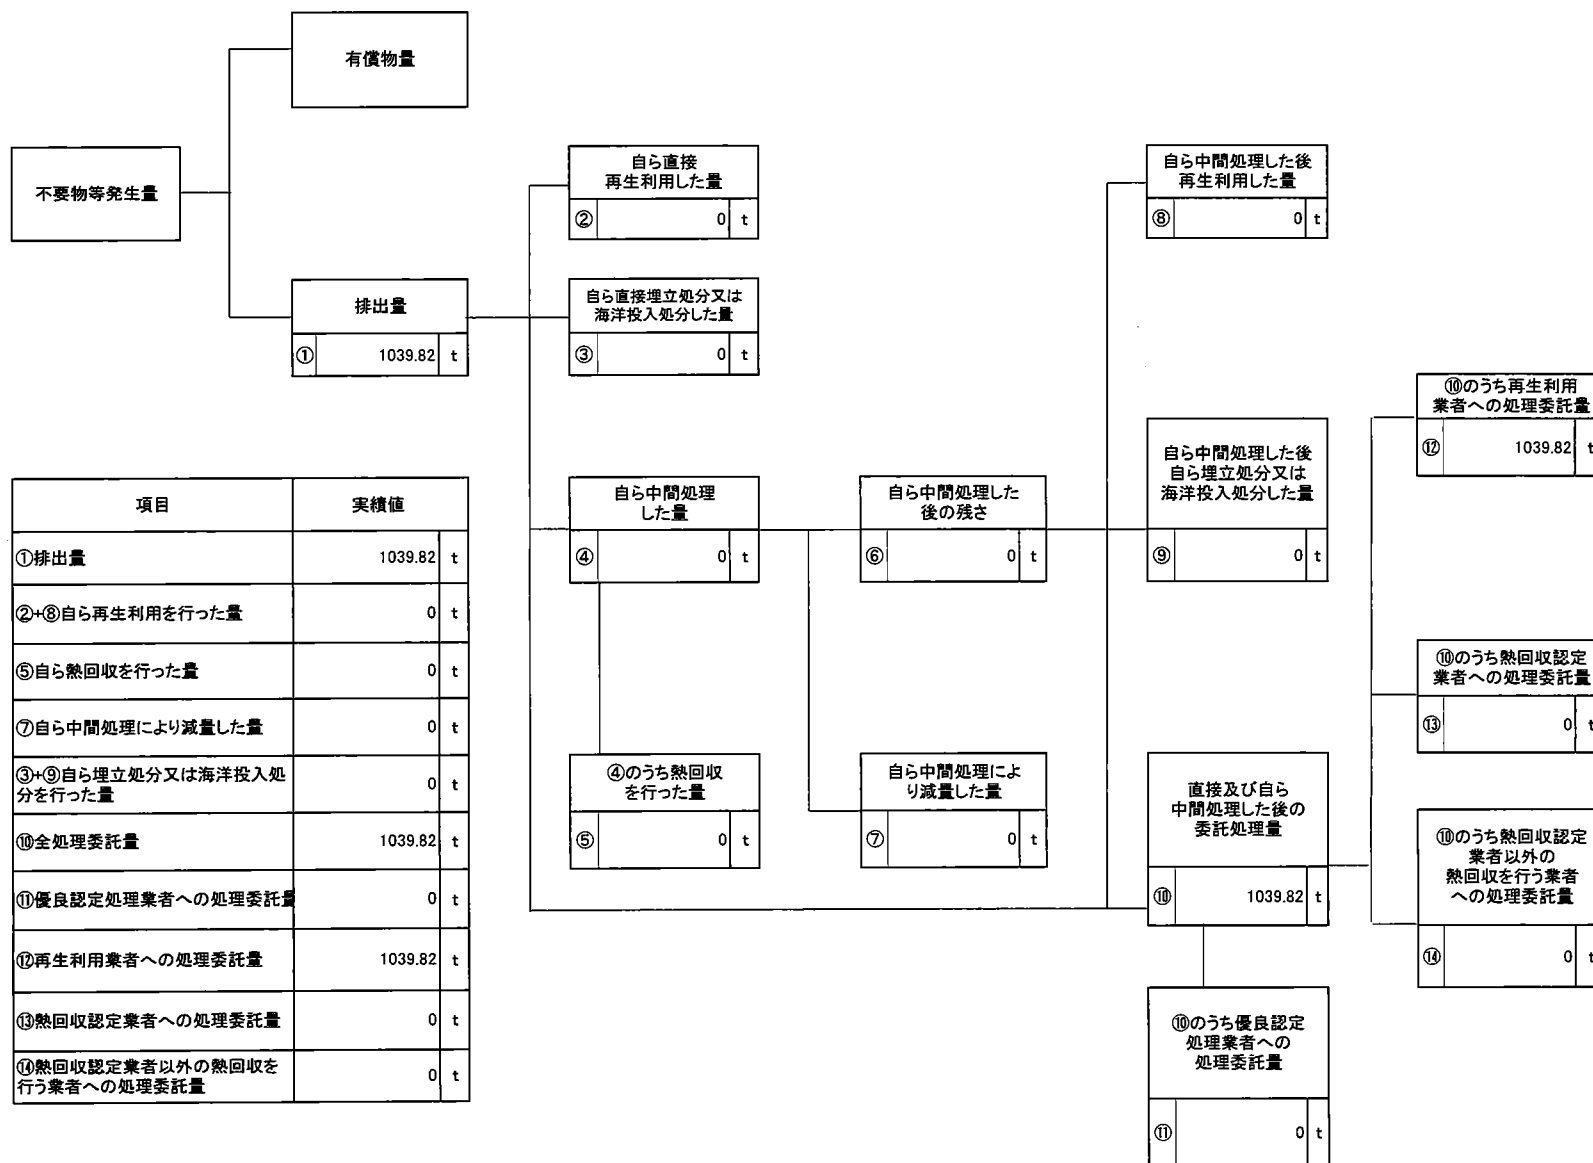 有償物量
不要物等発生量
排出量
① 1039.82 t
自ら直接
再生利用した量
② 0 t
自ら直接埋立処分又は
海洋投入処分した量
③ 0 t
自ら中間処理
した量
④ 0 t
④のうち熱回収
を行った量
⑤ 0 t
自ら中間処理した
後の残さ
⑥ 0 t
自ら中間処理によ
り減量した量
⑦ 0 t
自ら中間処理した後
再生利用した量
⑧ 0 t
自ら中間処理した後
自ら埋立処分又は
海洋投入処分した量
⑨ 0 t
直接及び自ら
中間処理した後の
委託処理量
⑩ 1039.82 t
⑩のうち優良認定
処理業者への
処理委託量
⑪ 0 t
⑩のうち再生利用
業者への処理委託量
⑫ 1039.82 t
⑩のうち熱回収認定
業者への処理委託量
⑬ 0 t
⑩のうち熱回収認定
業者以外の
熱回収を行う業者
への処理委託量
⑭ 0 t
項目 実績値
①排出量 1039.82 t
②+⑧自ら再生利用を行った量 0 t
⑤自ら熱回収を行った量 0 t
⑦自ら中間処理により減量した量 0 t
③+⑨自ら埋立処分又は海洋投入処
分を行った量 0 t
⑩全処理委託量 1039.82 t
⑪優良認定処理業者への処理委託量 0 t
⑫再生利用業者への処理委託量 1039.82 t
⑬熱回収認定業者への処理委託量 0 t
⑭熱回収認定業者以外の熱回収を
行う業者への処理委託量 0 t